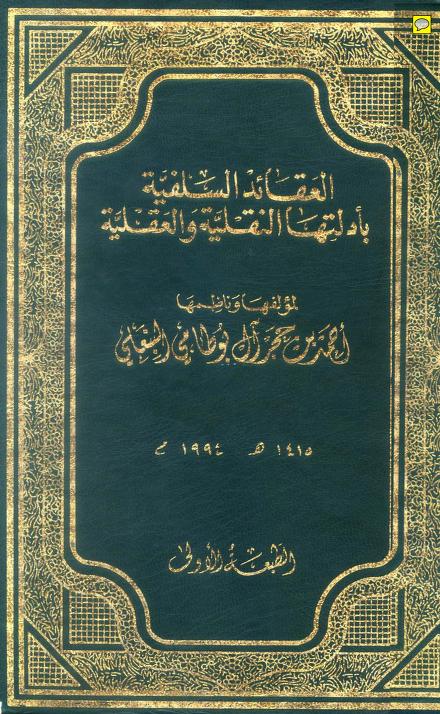 العقائد السلفية
بأدلتها النقلية والعقلية
لمؤلفها وناظمها
أحمد بن حجر آل بوطامي البنعلي
١٤١٥ هـ ١٩٩٤ م
الطبعة الأولى